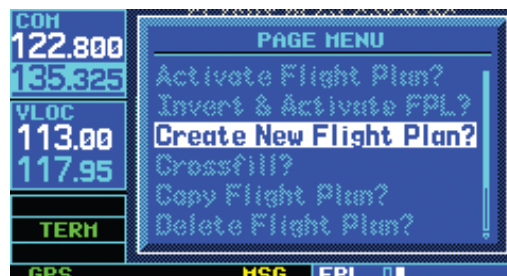 COM
122.800
135.325
VLOC
113.00
117.95
TERM
GPS
MSG
FPL
PAGE MENU
Activate Flight Plan?
Invert & Activate FPL?
Create New Flight Plan?
Crossfill?
Copy Flight Plan?
Delete Flight Plan?